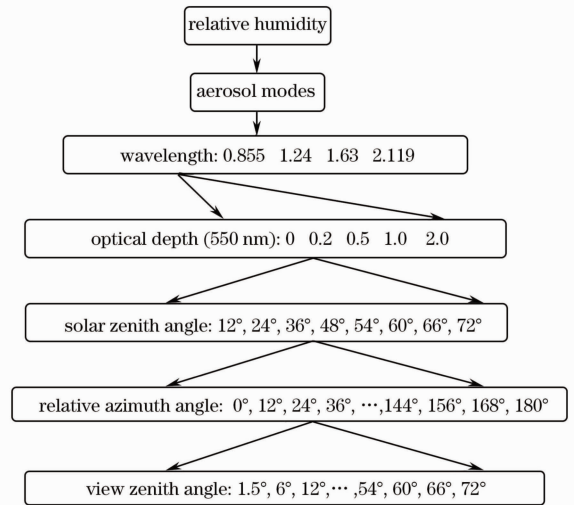 relative humidity
aerosol modes
wavelength: 0.855 1.24 1.63 2.119
optical depth (550 nm): 0 0.2 0.5 1.0 2.0
solar zenith angle: 12°, 24°, 36°, 48°, 54°, 60°, 66°, 72°
relative azimuth angle: 0°, 12°, 24°, 36°, ⋯,144°, 156°, 168°, 180°
view zenith angle: 1.5°, 6°, 12°,⋯ ,54°, 60°, 66°, 72°